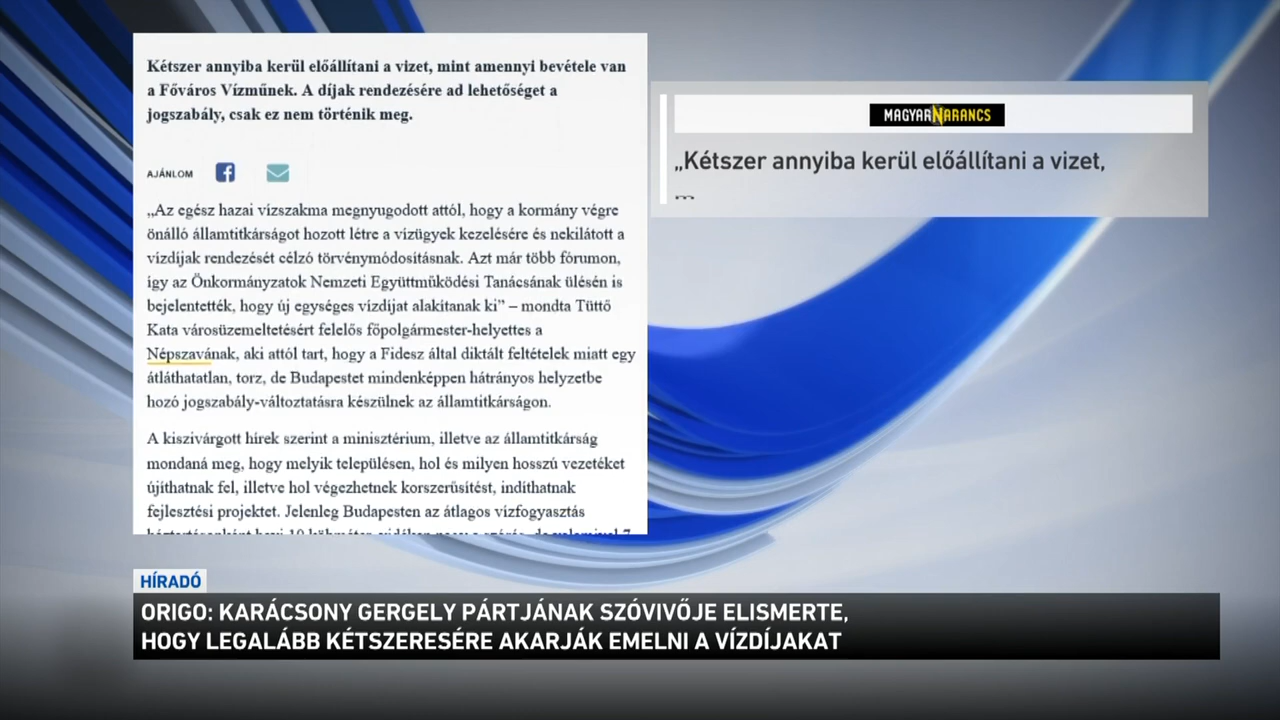 Kétszer annyiba kerül előállítani a vizet, mint amennyi bevétele van
a Főváros Vízműnek. A díjak rendezésére ad lehetőséget a
jogszabály, csak ez nem történik meg.
AJÁNLOM
„Az egész hazai vízszakma megnyugodott attól, hogy a kormány végre
önálló államtitkárságot hozott létre a vízügyek kezelésére és nekilátott a
vízdíjak rendezését célzó törvénymódosításnak. Azt már több fórumon,
így az Önkormányzatok Nemzeti Együttműködési Tanácsának ülésén is
bejelentették, hogy új egységes vízdíjat alakítanak ki” – mondta Tüttő
Kata városüzemeltetésért felelős főpolgármester-helyettes a
Népszavának, aki attól tart, hogy a Fidesz által diktált feltételek miatt egy
átláthatatlan, torz, de Budapestet mindenképpen hátrányos helyzetbe
hozó jogszabály-változtatásra készülnek az államtitkárságon.
A kiszivárgott hírek szerint a minisztérium, illetve az államtitkárság
mondaná meg, hogy melyik településen, hol és milyen hosszú vezetéket
újíthatnak fel, illetve hol végezhetnek korszerűsítést, indíthatnak
fejlesztési projektet. Jelenleg Budapesten az átlagos vízfogyasztás
MAGYAR NARANCS
„Kétszer annyiba kerül előállítani a vizet,
HÍRADÓ
ORIGO: KARÁCSONY GERGELY PÁRTJÁNAK SZÓVIVŐJE ELISMERTE,
HOGY LEGALÁBB KÉTSZERESÉRE AKARJÁK EMELNI A VÍZDÍJAKAT